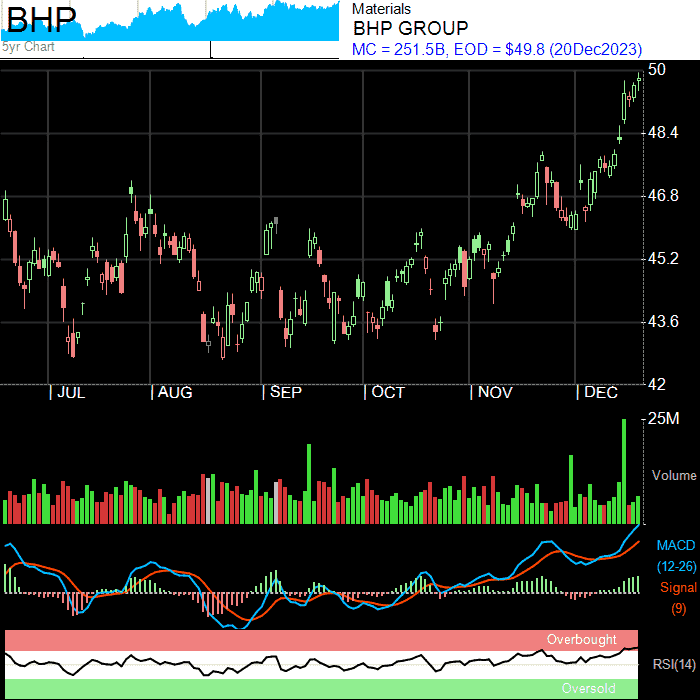 BHP
5yr Chart
Materials
BHP GROUP
MC = 251.5B, EOD = $49.8 (20Dec2023)
50
48.4
46.8
45.2
43.6
42
| JUL | AUG | SEP | OCT | NOV | DEC
25M
Volume
MACD
(12-26)
Signal
(9)
Overbought
RSI(14)
Oversold